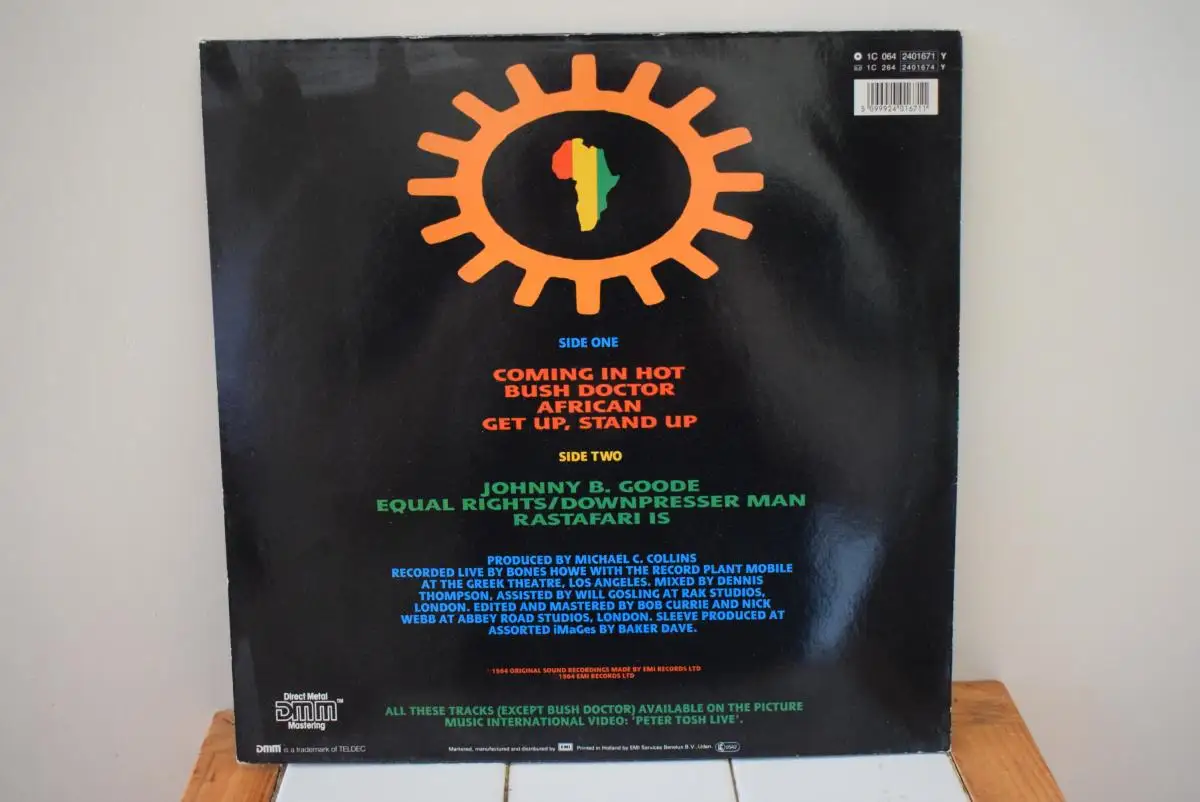 1C 064 2401671 Y
1C 264 2401674 Y
5 099924 016711
SIDE ONE
COMING IN HOT
BUSH DOCTOR
AFRICAN
GET UP, STAND UP
SIDE TWO
JOHNNY B. GOODE
EQUAL RIGHTS/DOWNPRESSER MAN
RASTAFARI IS
PRODUCED BY MICHAEL C. COLLINS
RECORDED LIVE BY BONES HOWE WITH THE RECORD PLANT MOBILE
AT THE GREEK THEATRE, LOS ANGELES. MIXED BY DENNIS
THOMPSON, ASSISTED BY WILL GOSLING AT RAK STUDIOS,
LONDON. EDITED AND MASTERED BY BOB CURRIE AND NICK
WEBB AT ABBEY ROAD STUDIOS, LONDON. SLEEVE PRODUCED AT
ASSORTED iMaGes BY BAKER DAVE.
1984 ORIGINAL SOUND RECORDINGS MADE BY EMI RECORDS LTD
1984 EMI RECORDS LTD
ALL THESE TRACKS (EXCEPT BUSH DOCTOR) AVAILABLE ON THE PICTURE
MUSIC INTERNATIONAL VIDEO: 'PETER TOSH LIVE'.
Direct Metal
DMM™
Mastering
DMM is a trademark of TELDEC
Marketed, manufactured and distributed by EMI Printed in Holland by EMI Services Benelux B.V., Uden.